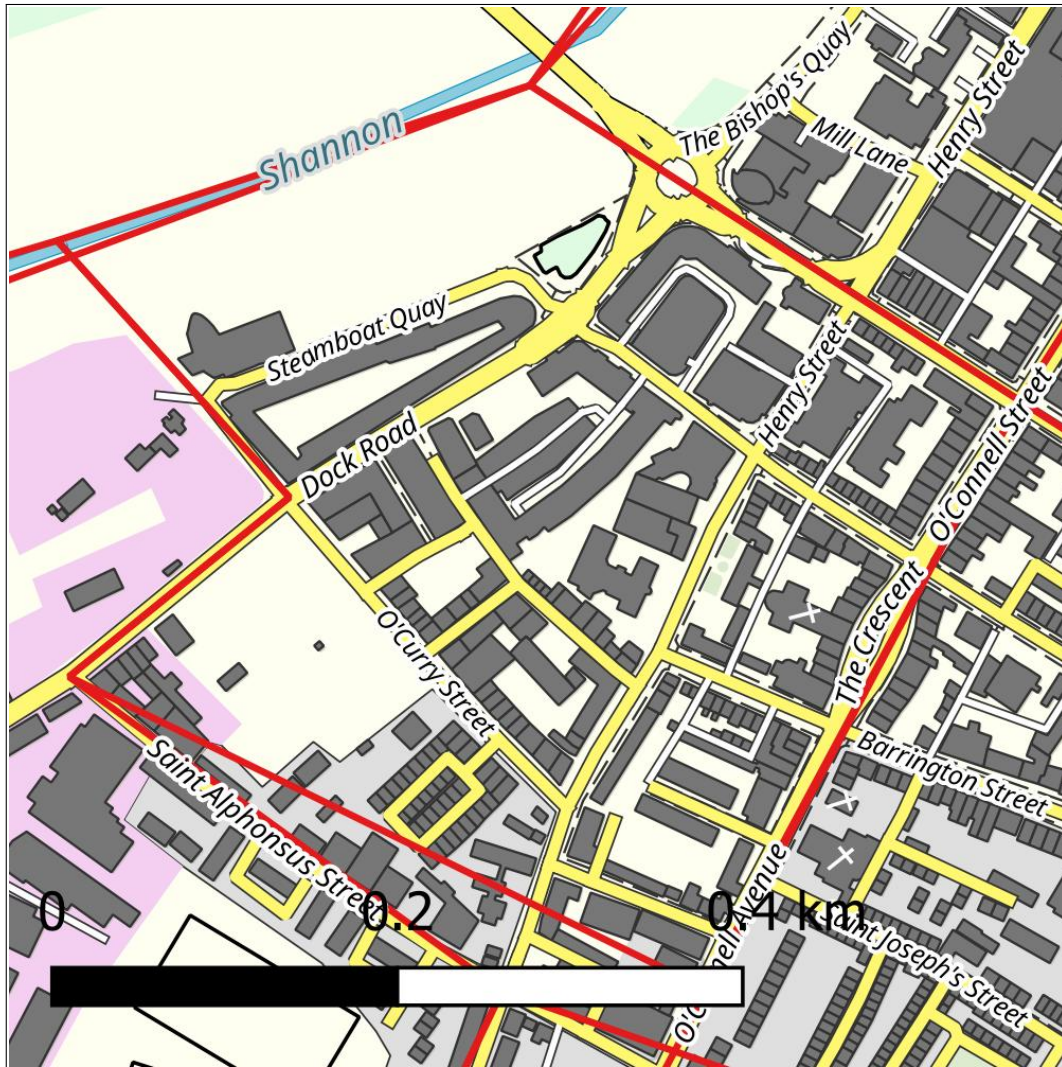 The Bishop's Quay
Henry Street
Mill Lane
Shannon
Steamboat Quay
Henry Street
O'Connell Street
Dock Road
The Crescent
O'Curry Street
Barrington Street
Saint Alphonsus Street
0 0.2 0.4 km
Avenue
Joseph's Street